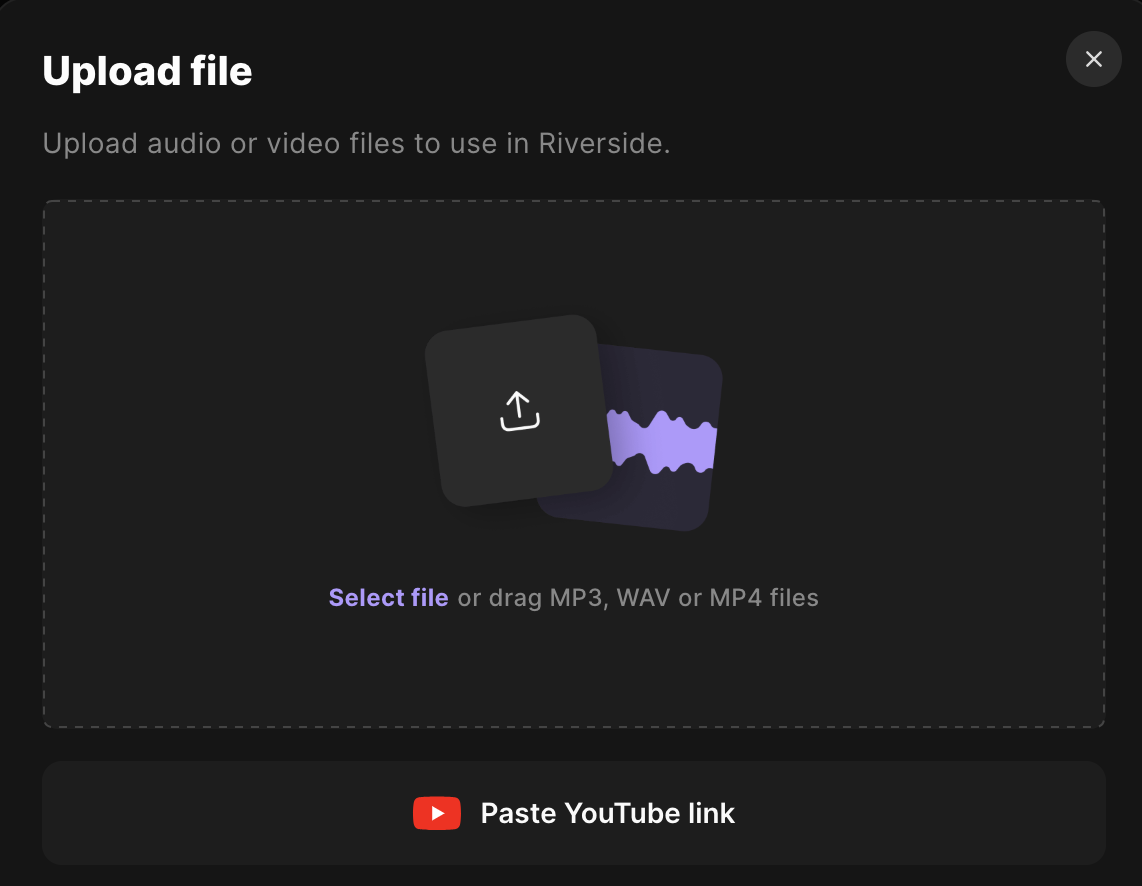 Upload file
Upload audio or video files to use in Riverside.
Select file or drag MP3, WAV or MP4 files
Paste YouTube link